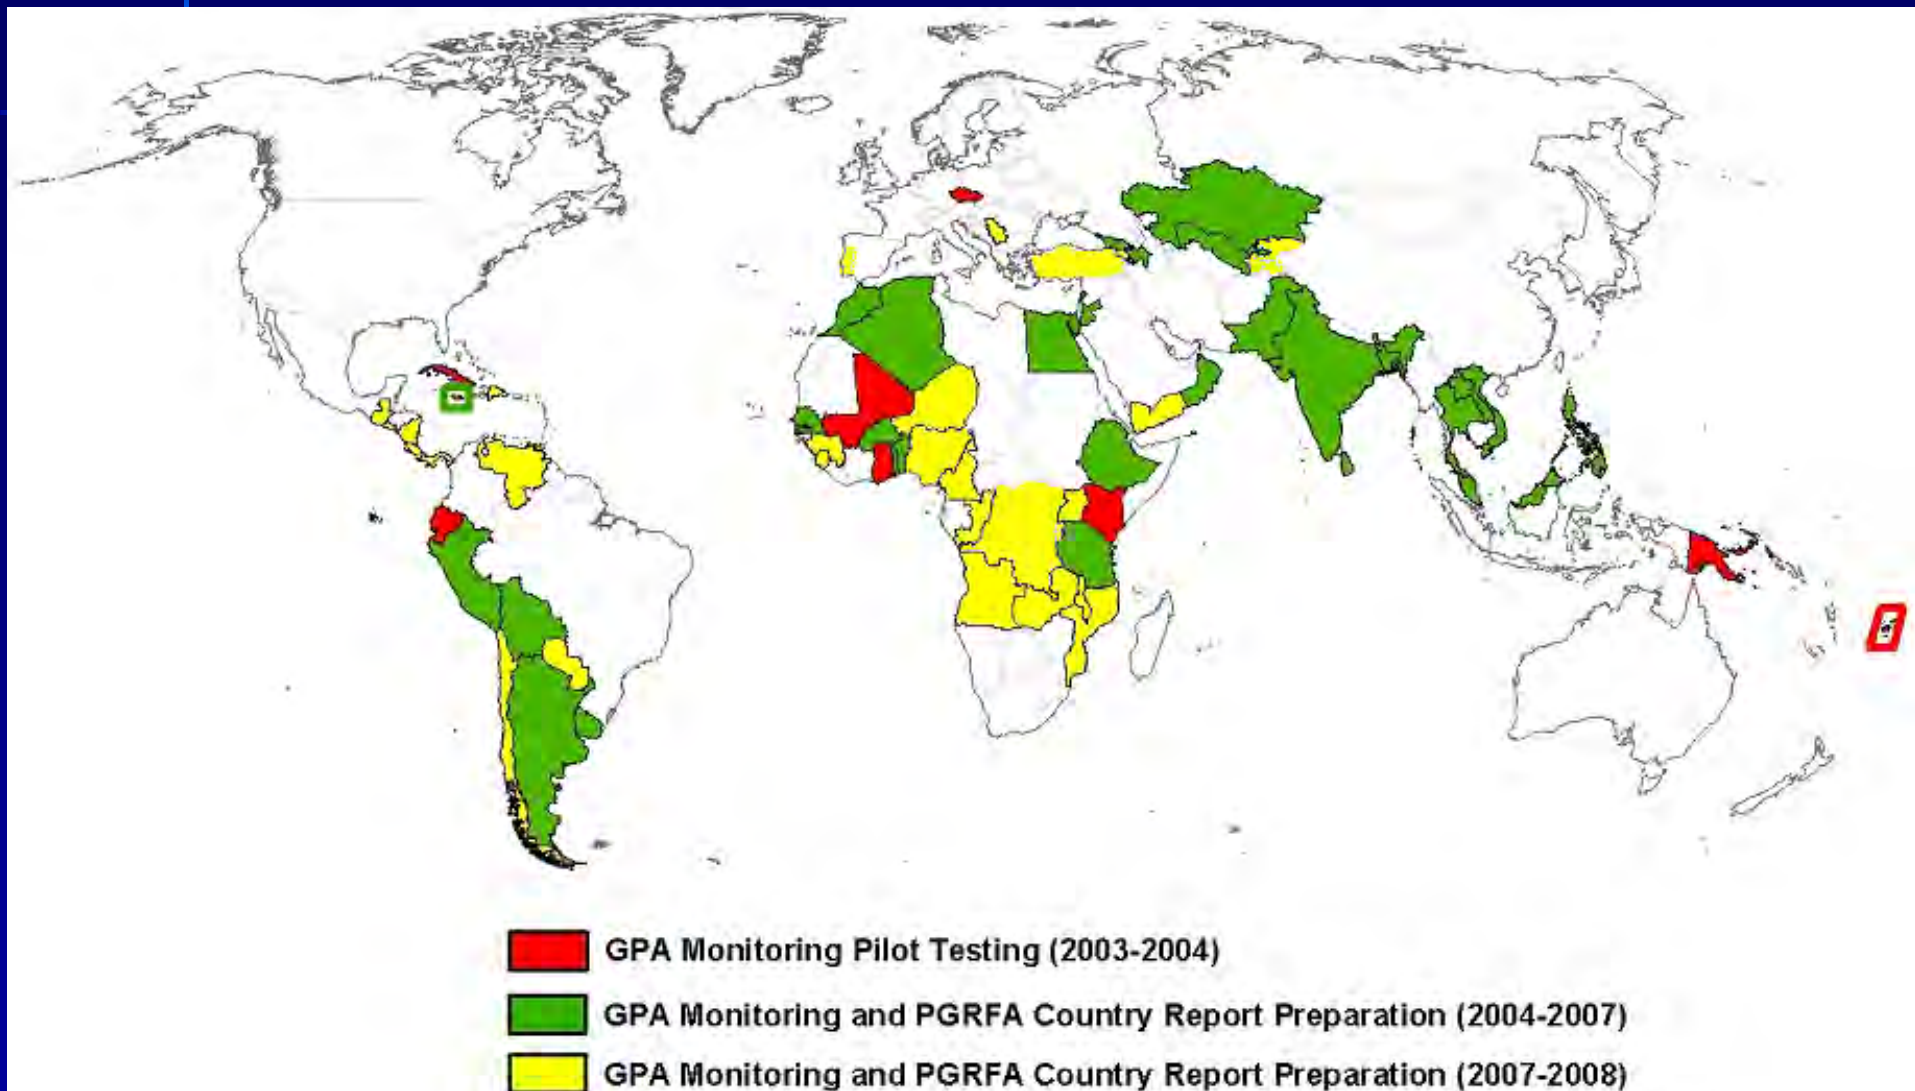 GPA Monitoring Pilot Testing (2003-2004)
GPA Monitoring and PGRFA Country Report Preparation (2004-2007)
GPA Monitoring and PGRFA Country Report Preparation (2007-2008)